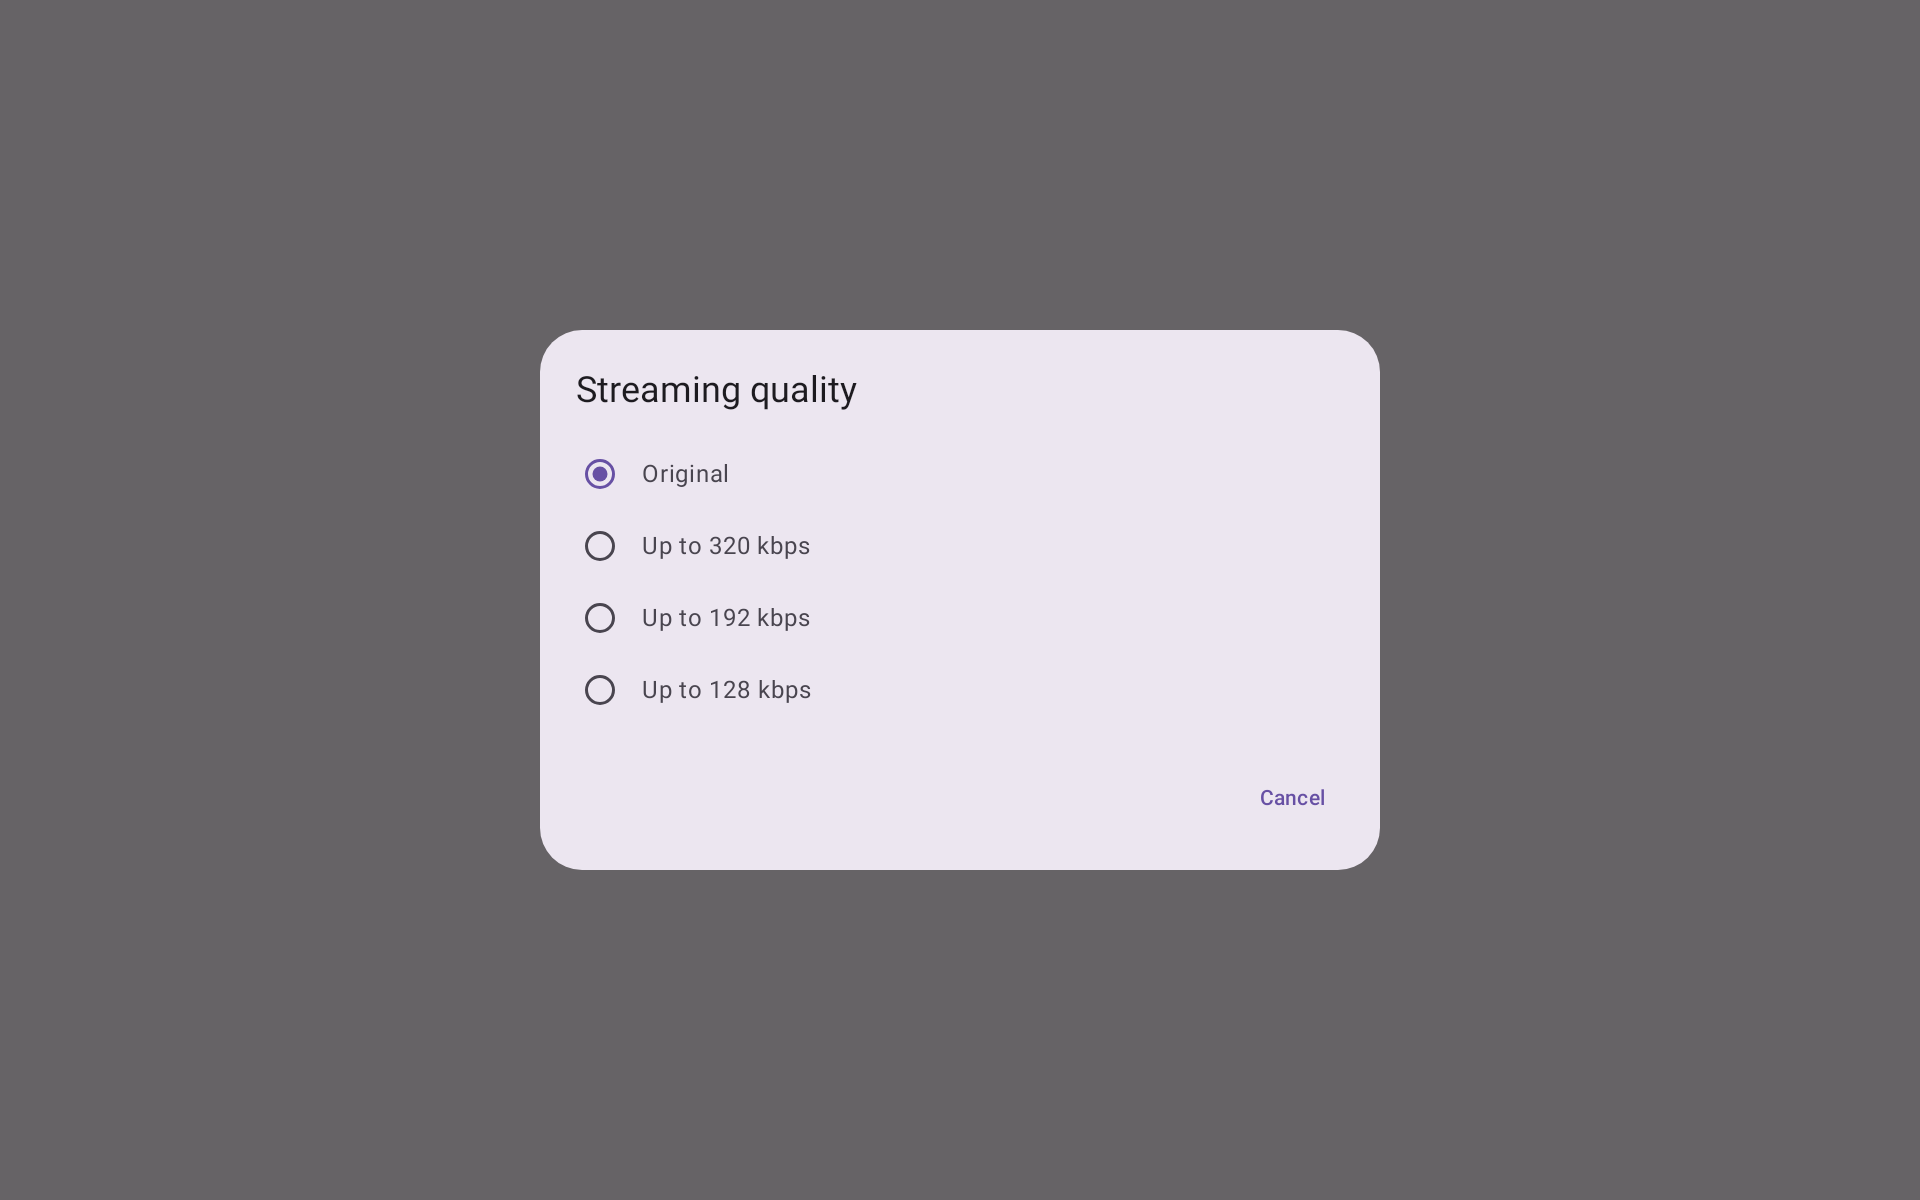 Streaming quality
Original
Up to 320 kbps
Up to 192 kbps
Up to 128 kbps
Cancel